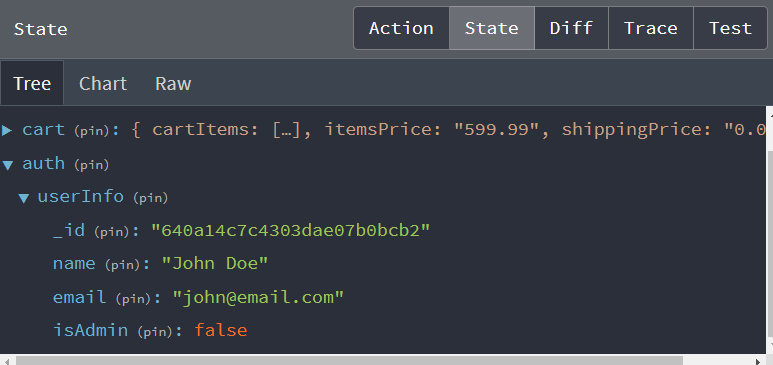 State
Action State Diff Trace Test
Tree Chart Raw
cart (pin): { cartItems: […], itemsPrice: "599.99", shippingPrice: "0.0
auth (pin)
userInfo (pin)
_id (pin): "640a14c7c4303dae07b0bcb2"
name (pin): "John Doe"
email (pin): "john@email.com"
isAdmin (pin): false